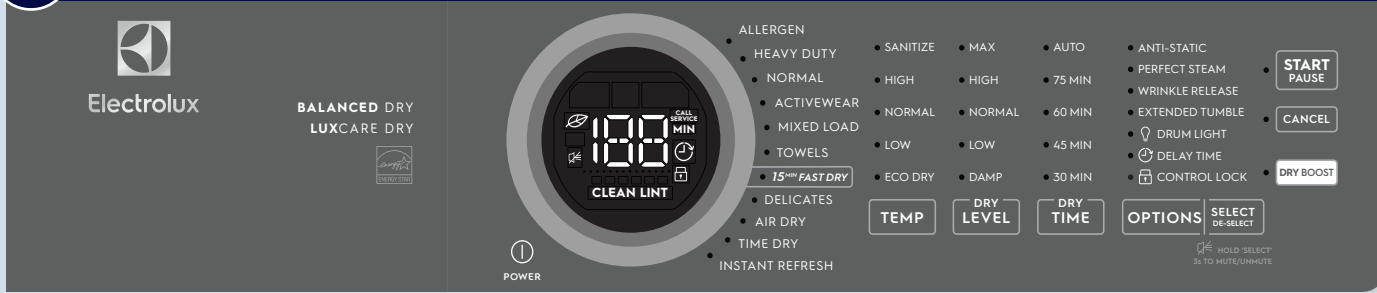 Electrolux
BALANCED DRY
LUXCARE DRY
ENERGY STAR
POWER
188
CALL
SERVICE
MIN
CLEAN LINT
ALLERGEN
HEAVY DUTY
NORMAL
ACTIVEWEAR
MIXED LOAD
TOWELS
15MIN FAST DRY
DELICATES
AIR DRY
TIME DRY
INSTANT REFRESH
SANITIZE
HIGH
NORMAL
LOW
ECO DRY
TEMP
MAX
HIGH
NORMAL
LOW
DAMP
DRY
LEVEL
AUTO
75 MIN
60 MIN
45 MIN
30 MIN
DRY
TIME
ANTI-STATIC
PERFECT STEAM
WRINKLE RELEASE
EXTENDED TUMBLE
DRUM LIGHT
DELAY TIME
CONTROL LOCK
OPTIONS
SELECT
DE-SELECT
HOLD 'SELECT'
3s TO MUTE/UNMUTE
START
PAUSE
CANCEL
DRY BOOST